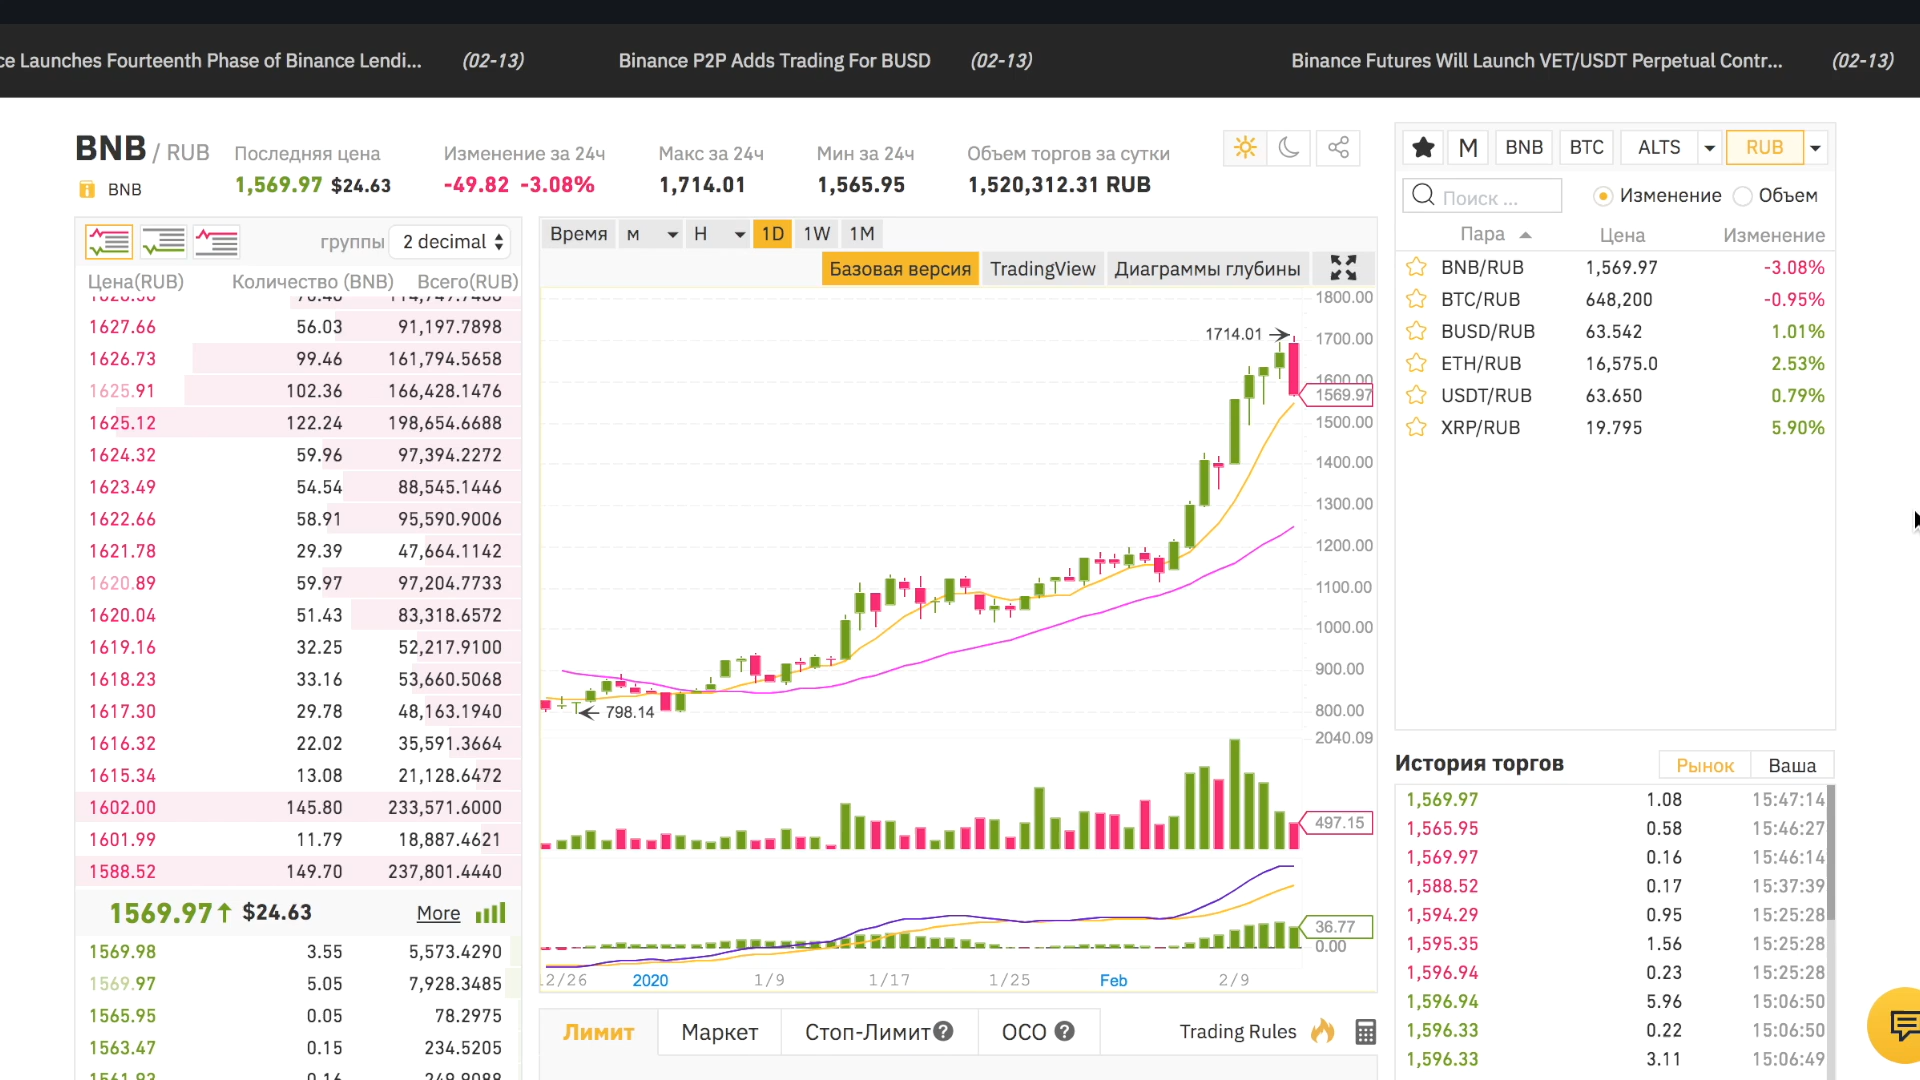 ce Launches Fourteenth Phase of Binance Lendi... (02-13) Binance P2P Adds Trading For BUSD (02-13) Binance Futures Will Launch VET/USDT Perpetual Contr... (02-13)
BNB / RUB
BNB
Последняя цена
1,569.97 $24.63
Изменение за 24ч
-49.82 -3.08%
Макс за 24ч
1,714.01
Мин за 24ч
1,565.95
Объем торгов за сутки
1,520,312.31 RUB
группы 2 decimal
Цена(RUB) Количество (BNB) Всего(RUB)
1627.66 56.03 91,197.7898
1626.73 99.46 161,794.5658
1625.91 102.36 166,428.1476
1625.12 122.24 198,654.6688
1624.32 59.96 97,394.2272
1623.49 54.54 88,545.1446
1622.66 58.91 95,590.9006
1621.78 29.39 47,664.1142
1620.89 59.97 97,204.7733
1620.04 51.43 83,318.6572
1619.16 32.25 52,217.9100
1618.23 33.16 53,660.5068
1617.30 29.78 48,163.1940
1616.32 22.02 35,591.3664
1615.34 13.08 21,128.6472
1602.00 145.80 233,571.6000
1601.99 11.79 18,887.4621
1588.52 149.70 237,801.4440
1569.97↑ $24.63 More
1569.98 3.55 5,573.4290
1569.97 5.05 7,928.3485
1565.95 0.05 78.2975
1563.47 0.15 234.5205
Время м H 1D 1W 1M
Базовая версия TradingView Диаграммы глубины
1800.00
1714.01
1700.00
1600.00
1569.97
1500.00
1400.00
1300.00
1200.00
1100.00
1000.00
900.00
798.14
800.00
2040.09
497.15
36.77
0.00
12/26 2020 1/9 1/17 1/25 Feb 2/9
Лимит Маркет Стоп-Лимит ? OCO ? Trading Rules
M BNB BTC ALTS RUB
Поиск ... Изменение Объем
Пара Цена Изменение
BNB/RUB 1,569.97 -3.08%
BTC/RUB 648,200 -0.95%
BUSD/RUB 63.542 1.01%
ETH/RUB 16,575.0 2.53%
USDT/RUB 63.650 0.79%
XRP/RUB 19.795 5.90%
История торгов Рынок Ваша
1,569.97 1.08 15:47:14
1,565.95 0.58 15:46:27
1,569.97 0.16 15:46:14
1,588.52 0.17 15:37:39
1,594.29 0.95 15:25:28
1,595.35 1.56 15:25:28
1,596.94 0.23 15:25:28
1,596.94 5.96 15:06:50
1,596.33 0.22 15:06:50
1,596.33 3.11 15:06:49